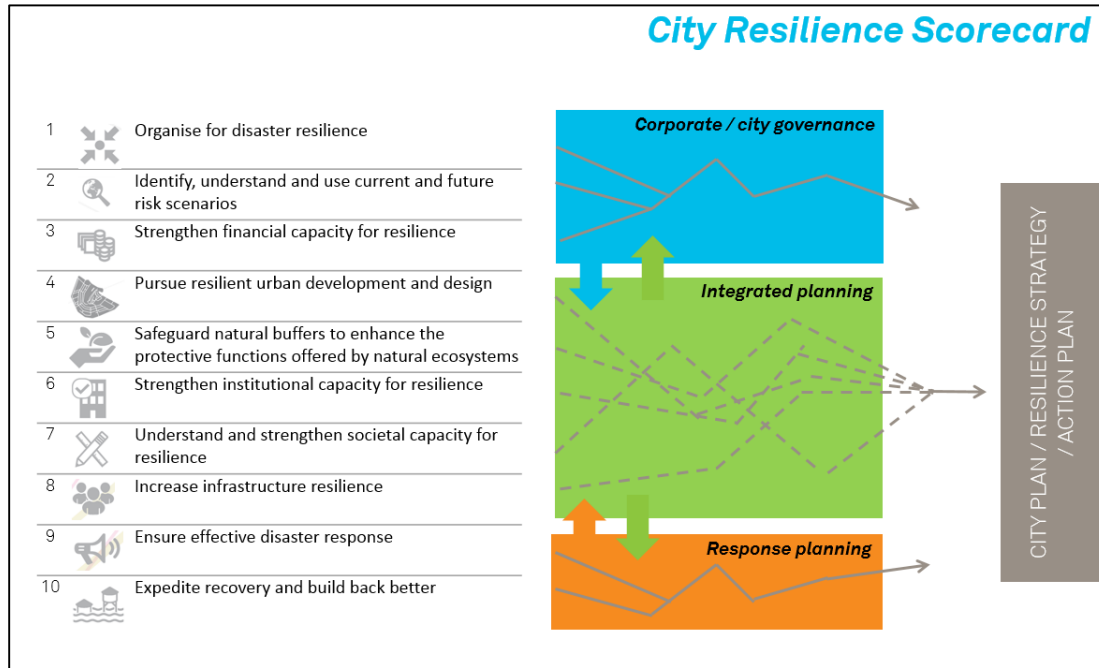 City Resilience Scorecard
1
Organise for disaster resilience
2
Identify, understand and use current and future
risk scenarios
3
Strengthen financial capacity for resilience
4
Pursue resilient urban development and design
5
Safeguard natural buffers to enhance the
protective functions offered by natural ecosystems
6
Strengthen institutional capacity for resilience
7
Understand and strengthen societal capacity for
resilience
8
Increase infrastructure resilience
9
Ensure effective disaster response
10
Expedite recovery and build back better
Corporate / city governance
Integrated planning
Response planning
CITY PLAN / RESILIENCE STRATEGY
/ ACTION PLAN